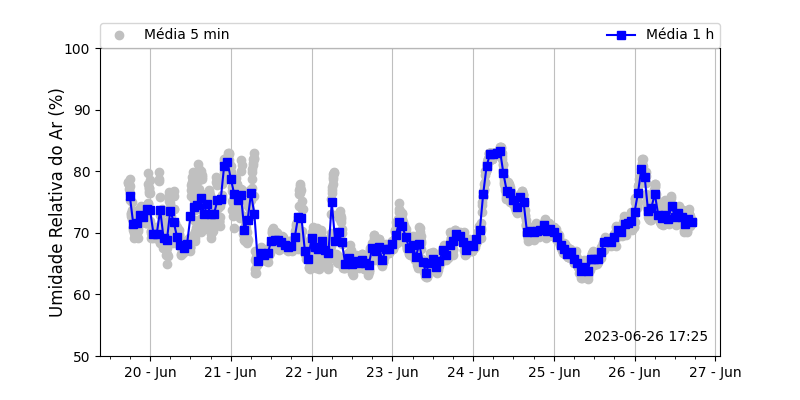 Média 5 min Média 1 h
Umidade Relativa do Ar (%)
100
90
80
70
60
50
2023-06-26 17:25
20 - Jun 21 - Jun 22 - Jun 23 - Jun 24 - Jun 25 - Jun 26 - Jun 27 - Jun